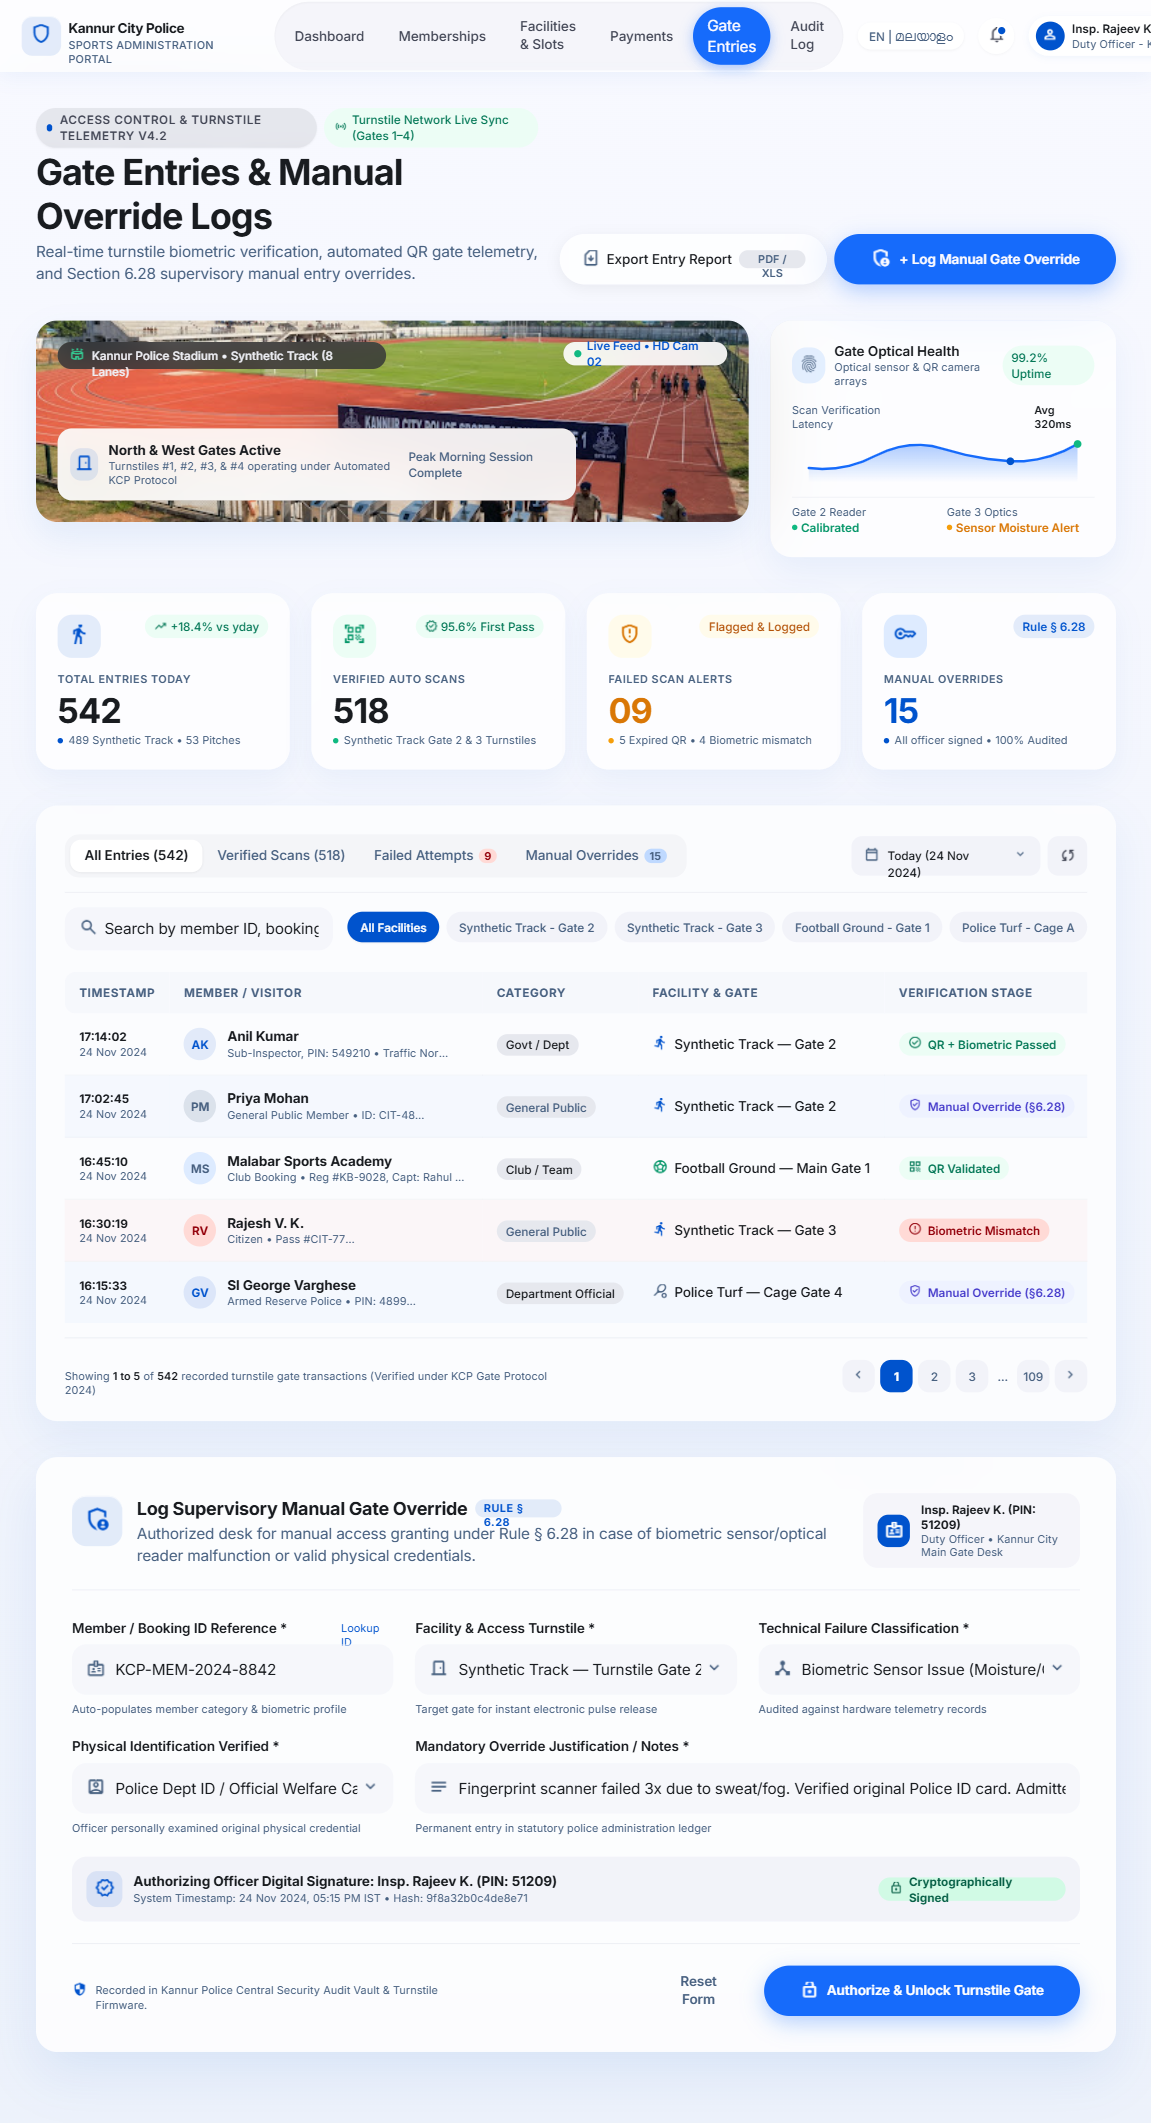 Kannur City Police
SPORTS ADMINISTRATION
PORTAL
Dashboard
Memberships
Facilities
& Slots
Payments
Gate
Entries
Audit
Log
EN | മലയാളം
Insp. Rajeev K
Duty Officer - K
ACCESS CONTROL & TURNSTILE
TELEMETRY V4.2
Turnstile Network Live Sync
(Gates 1–4)
Gate Entries & Manual
Override Logs
Real-time turnstile biometric verification, automated QR gate telemetry,
and Section 6.28 supervisory manual entry overrides.
Export Entry Report
PDF /
XLS
+ Log Manual Gate Override
Kannur Police Stadium • Synthetic Track (8
Lanes)
Live Feed • HD Cam
02
North & West Gates Active
Turnstiles #1, #2, #3, & #4 operating under Automated
KCP Protocol
Peak Morning Session
Complete
Gate Optical Health
Optical sensor & QR camera
arrays
99.2%
Uptime
Scan Verification
Latency
Avg
320ms
Gate 2 Reader
Calibrated
Gate 3 Optics
Sensor Moisture Alert
+18.4% vs yday
TOTAL ENTRIES TODAY
542
489 Synthetic Track • 53 Pitches
95.6% First Pass
VERIFIED AUTO SCANS
518
Synthetic Track Gate 2 & 3 Turnstiles
Flagged & Logged
FAILED SCAN ALERTS
09
5 Expired QR • 4 Biometric mismatch
Rule § 6.28
MANUAL OVERRIDES
15
All officer signed • 100% Audited
All Entries (542)
Verified Scans (518)
Failed Attempts 9
Manual Overrides 15
Today (24 Nov
2024)
Search by member ID, booking
All Facilities
Synthetic Track - Gate 2
Synthetic Track - Gate 3
Football Ground - Gate 1
Police Turf - Cage A
TIMESTAMP MEMBER / VISITOR CATEGORY FACILITY & GATE VERIFICATION STAGE
17:14:02
24 Nov 2024
AK
Anil Kumar
Sub-Inspector, PIN: 549210 • Traffic Nor...
Govt / Dept
Synthetic Track — Gate 2
QR + Biometric Passed
17:02:45
24 Nov 2024
PM
Priya Mohan
General Public Member • ID: CIT-48...
General Public
Synthetic Track — Gate 2
Manual Override (§6.28)
16:45:10
24 Nov 2024
MS
Malabar Sports Academy
Club Booking • Reg #KB-9028, Capt: Rahul ...
Club / Team
Football Ground — Main Gate 1
QR Validated
16:30:19
24 Nov 2024
RV
Rajesh V. K.
Citizen • Pass #CIT-77...
General Public
Synthetic Track — Gate 3
Biometric Mismatch
16:15:33
24 Nov 2024
GV
SI George Varghese
Armed Reserve Police • PIN: 4899...
Department Official
Police Turf — Cage Gate 4
Manual Override (§6.28)
Showing 1 to 5 of 542 recorded turnstile gate transactions (Verified under KCP Gate Protocol
2024)
1 2 3 ... 109
Log Supervisory Manual Gate Override
RULE §
6.28
Authorized desk for manual access granting under Rule § 6.28 in case of biometric sensor/optical
reader malfunction or valid physical credentials.
Insp. Rajeev K. (PIN:
51209)
Duty Officer • Kannur City
Main Gate Desk
Member / Booking ID Reference *
Lookup
ID
KCP-MEM-2024-8842
Auto-populates member category & biometric profile
Facility & Access Turnstile *
Synthetic Track — Turnstile Gate 2
Target gate for instant electronic pulse release
Technical Failure Classification *
Biometric Sensor Issue (Moisture/
Audited against hardware telemetry records
Physical Identification Verified *
Police Dept ID / Official Welfare Ca
Officer personally examined original physical credential
Mandatory Override Justification / Notes *
Fingerprint scanner failed 3x due to sweat/fog. Verified original Police ID card. Admitte
Permanent entry in statutory police administration ledger
Authorizing Officer Digital Signature: Insp. Rajeev K. (PIN: 51209)
System Timestamp: 24 Nov 2024, 05:15 PM IST • Hash: 9f8a32b0c4de8e71
Cryptographically
Signed
Recorded in Kannur Police Central Security Audit Vault & Turnstile
Firmware.
Reset
Form
Authorize & Unlock Turnstile Gate